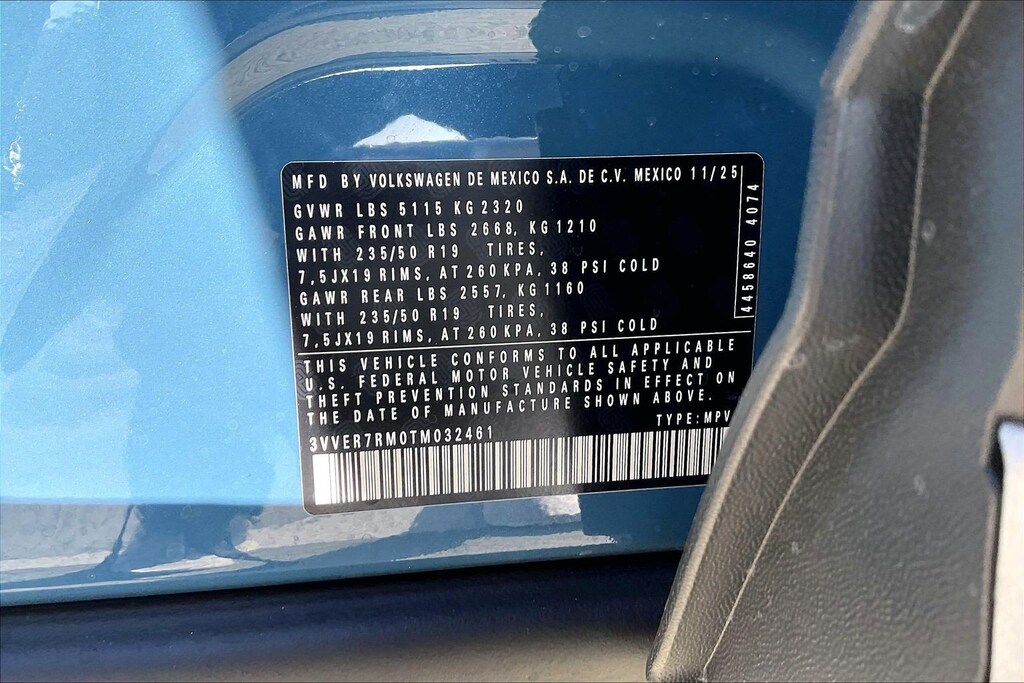 MFD BY VOLKSWAGEN DE MEXICO S.A. DE C.V. MEXICO 11/25
GVWR LBS 5115 KG 2320
GAWR FRONT LBS 2668, KG 1210
WITH 235/50 R19 TIRES,
7,5JX19 RIMS, AT 260 KPA, 38 PSI COLD
GAWR REAR LBS 2557, KG 1160
WITH 235/50 R19 TIRES,
7,5JX19 RIMS, AT 260 KPA, 38 PSI COLD
THIS VEHICLE CONFORMS TO ALL APPLICABLE
U.S. FEDERAL MOTOR VEHICLE SAFETY AND
THEFT PREVENTION STANDARDS IN EFFECT ON
THE DATE OF MANUFACTURE SHOWN ABOVE.
TYPE: MPV
3VVER7RM0TM032461
4458640 4074